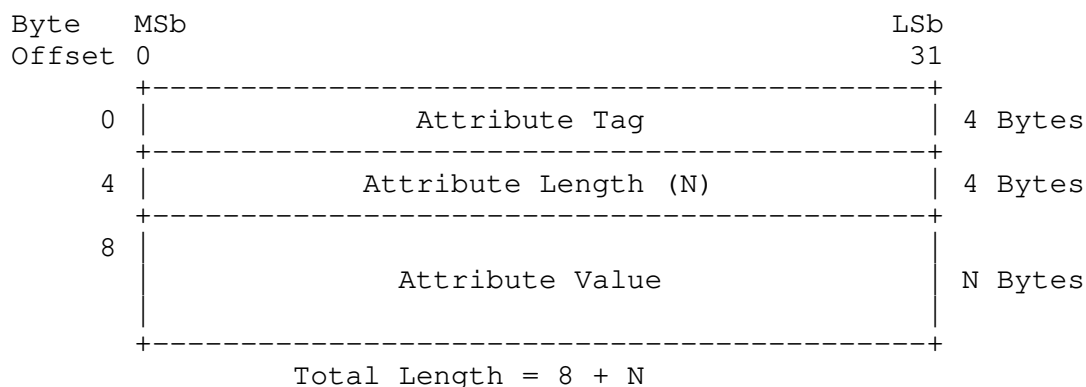 Byte MSb LSb
Offset 0 31
0 Attribute Tag 4 Bytes
4 Attribute Length (N) 4 Bytes
8
Attribute Value N Bytes
Total Length = 8 + N